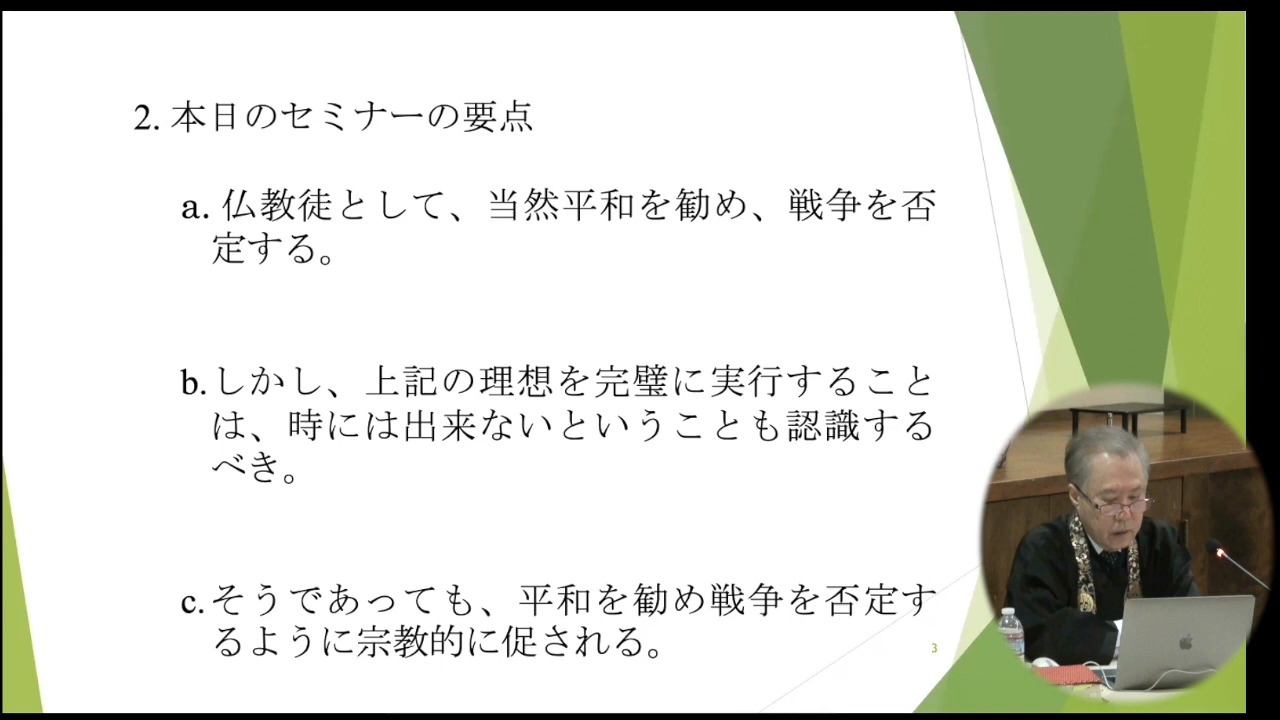 2. 本日のセミナーの要点
a. 仏教徒として、当然平和を勧め、戦争を否
定する。
b.しかし、上記の理想を完璧に実行すること
は、時には出来ないということも認識する
べき。
c.そうであっても、平和を勧め戦争を否定す
るように宗教的に促される。
3